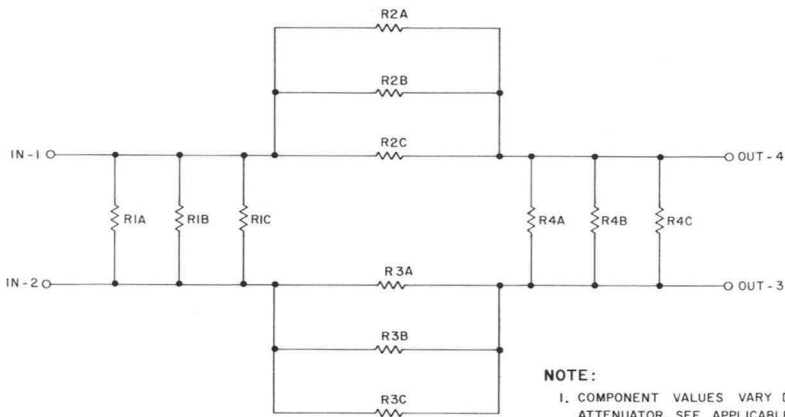 R2A
R2B
IN-1 R2C OUT-4
R1A R1B R1C R4A R4B R4C
IN-2 R3A OUT-3
R3B
NOTE:
1. COMPONENT VALUES VARY
R3C ATTENUATOR SEE APPLICABLE